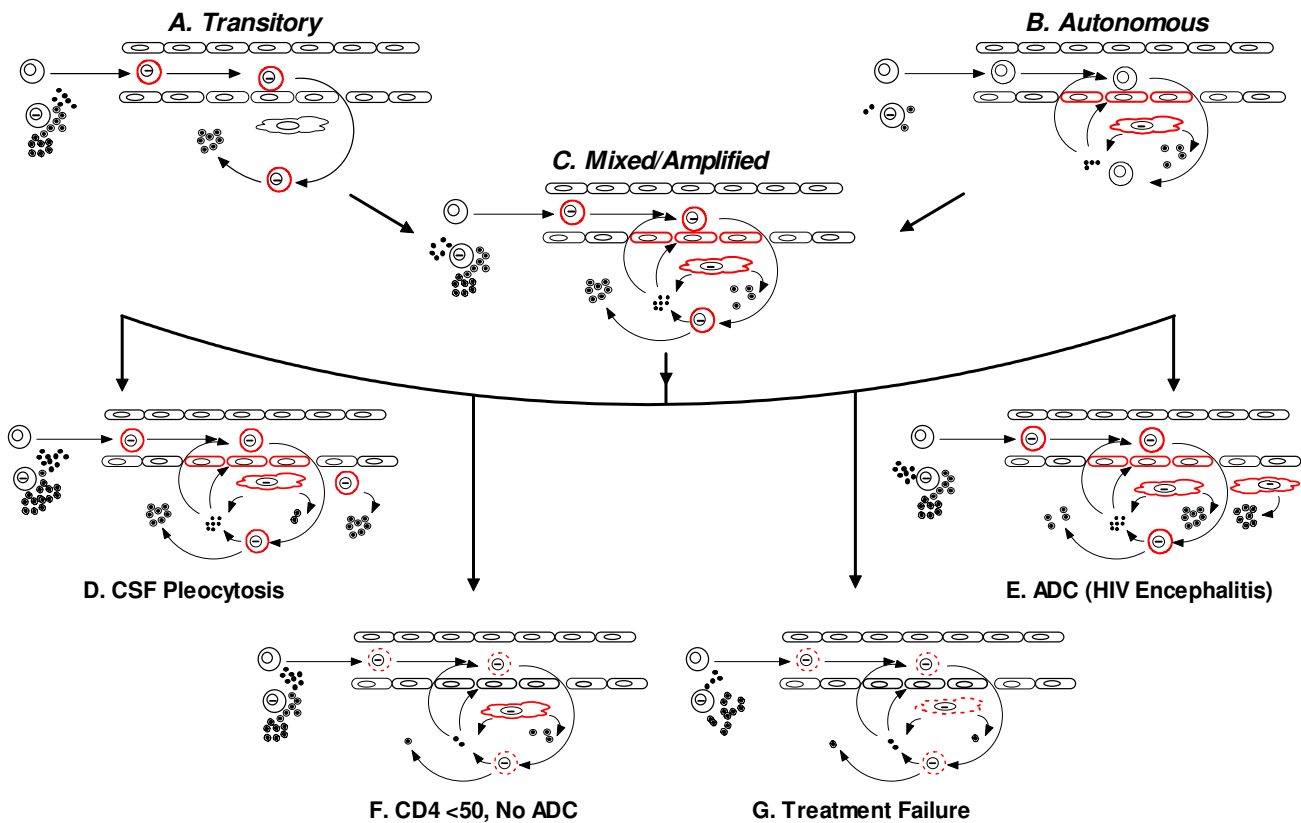 A. Transitory
B. Autonomous
C. Mixed/Amplified
D. CSF Pleocytosis
E. ADC (HIV Encephalitis)
F. CD4 <50, No ADC
G. Treatment Failure